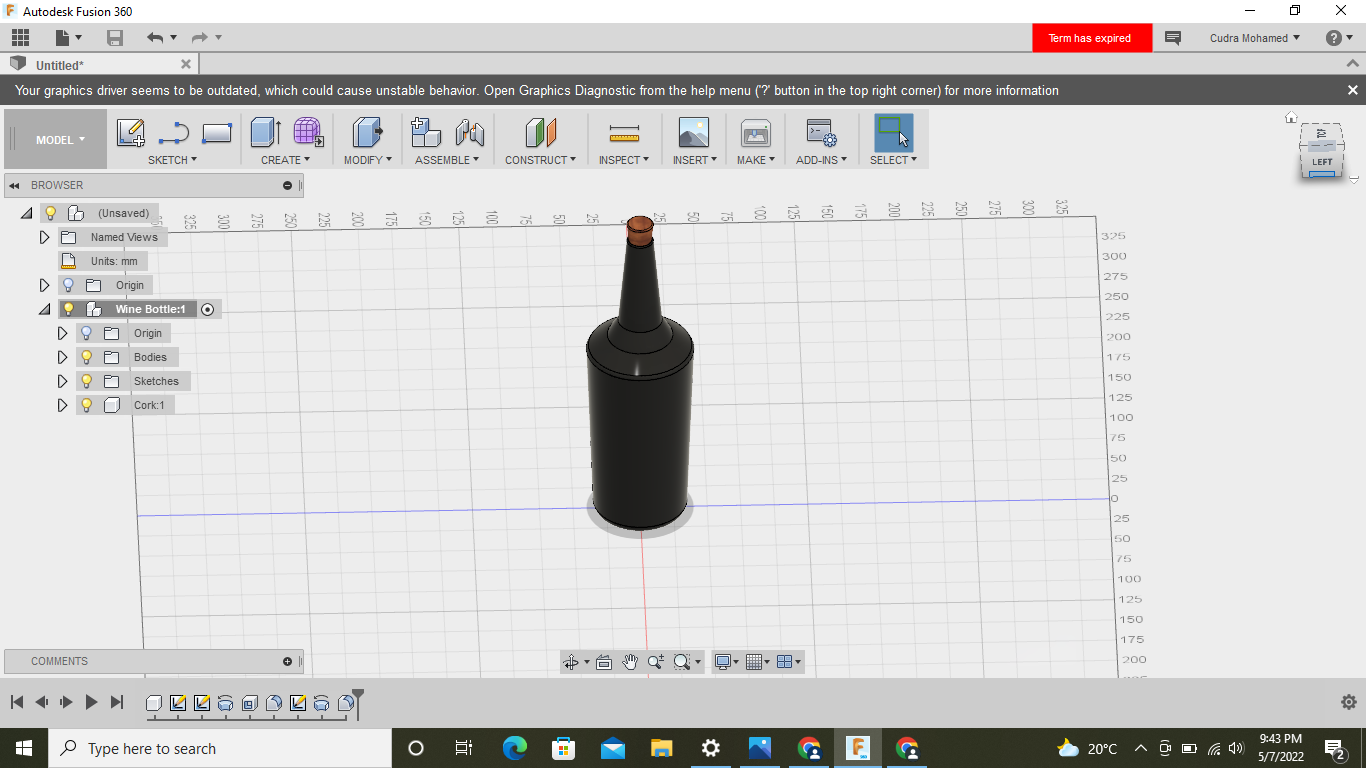 Autodesk Fusion 360
Term has expired
Cudra Mohamed
Untitled*
Your graphics driver seems to be outdated, which could cause unstable behavior. Open Graphics Diagnostic from the help menu ('?' button in the top right corner) for more information
MODEL
SKETCH CREATE MODIFY ASSEMBLE CONSTRUCT INSPECT INSERT MAKE ADD-INS SELECT
LEFT
BROWSER
(Unsaved)
Named Views
Units: mm
Origin
Wine Bottle:1
Origin
Bodies
Sketches
Cork:1
325 300 275 250 225 200 175 150 125 100 75 50 25 25 50 75 100 125 150 175 200 225 250 275 300 325
325
300
275
250
225
200
175
150
125
100
75
50
25
0
25
50
75
100
125
150
175
200
COMMENTS
Type here to search
20°C
9:43 PM
5/7/2022
2